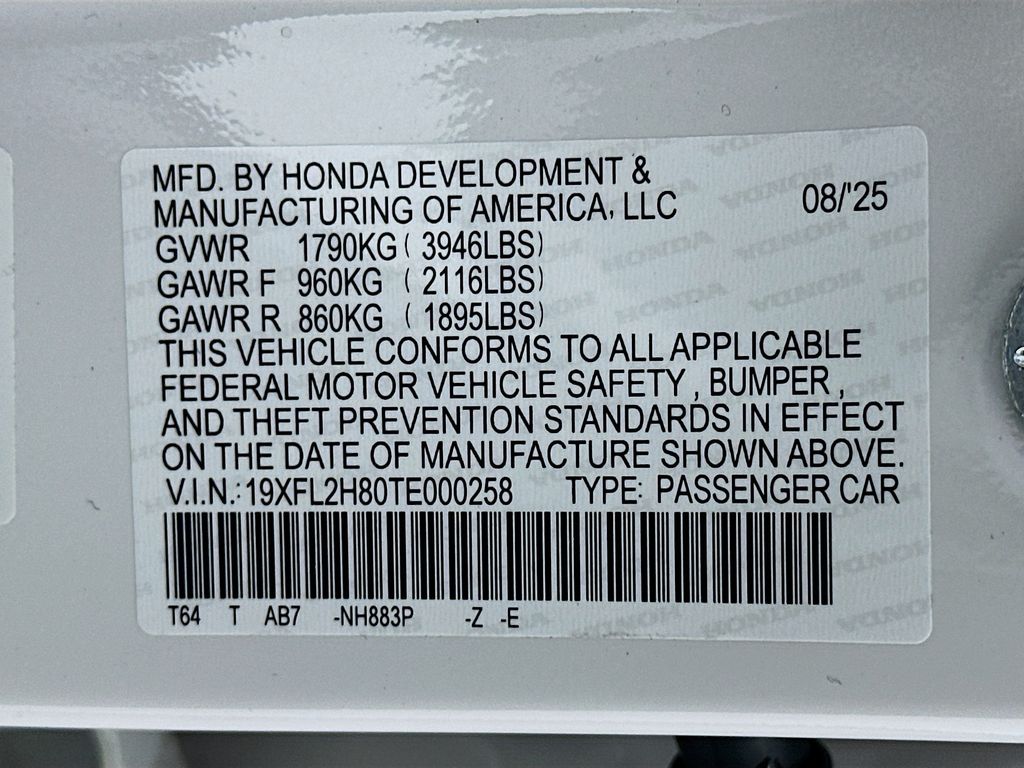 MFD. BY HONDA DEVELOPMENT &
MANUFACTURING OF AMERICA, LLC 08/'25
GVWR 1790KG ( 3946LBS)
GAWR F 960KG ( 2116LBS)
GAWR R 860KG ( 1895LBS)
THIS VEHICLE CONFORMS TO ALL APPLICABLE
FEDERAL MOTOR VEHICLE SAFETY , BUMPER ,
AND THEFT PREVENTION STANDARDS IN EFFECT
ON THE DATE OF MANUFACTURE SHOWN ABOVE.
V.I.N.: 19XFL2H80TE000258 TYPE: PASSENGER CAR
T64 T AB7 -NH883P -Z -E